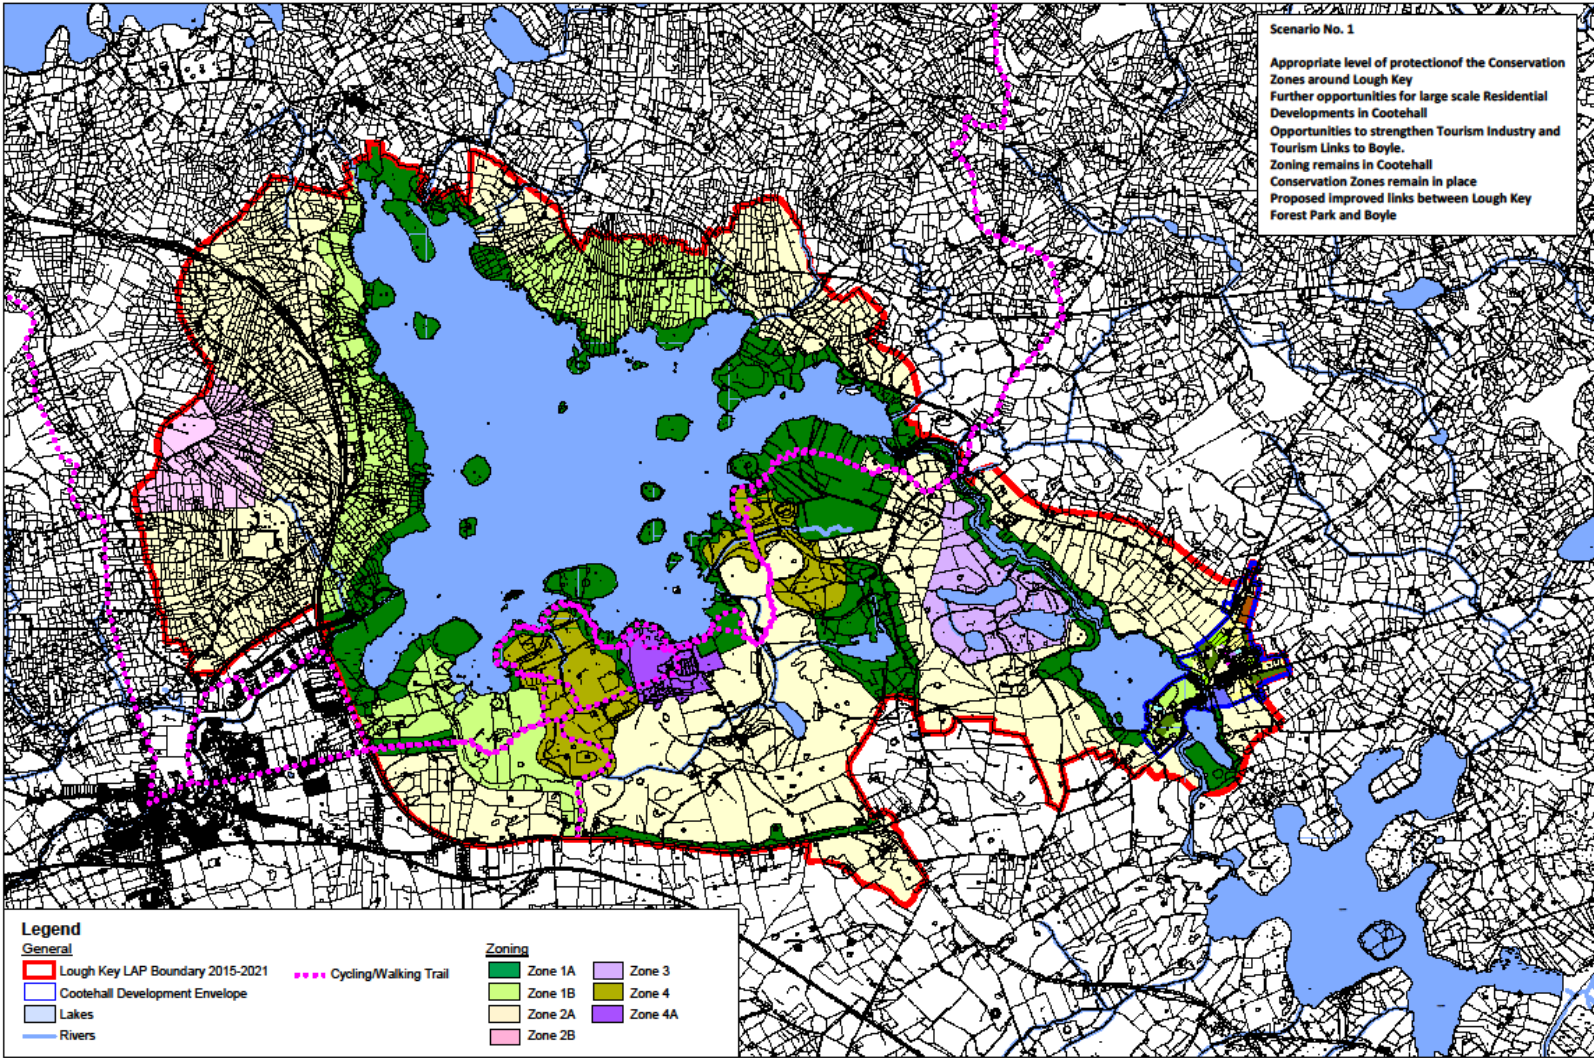 Scenario No. 1
Appropriate level of protectionof the Conservation
Zones around Lough Key
Further opportunities for large scale Residential
Developments in Cootehall
Opportunities to strengthen Tourism Industry and
Tourism Links to Boyle.
Zoning remains in Cootehall
Conservation Zones remain in place
Proposed improved links between Lough Key
Forest Park and Boyle
Legend
General
Lough Key LAP Boundary 2015-2021
Cootehall Development Envelope
Lakes
Rivers
Cycling/Walking Trail
Zoning
Zone 1A
Zone 1B
Zone 2A
Zone 2B
Zone 3
Zone 4
Zone 4A